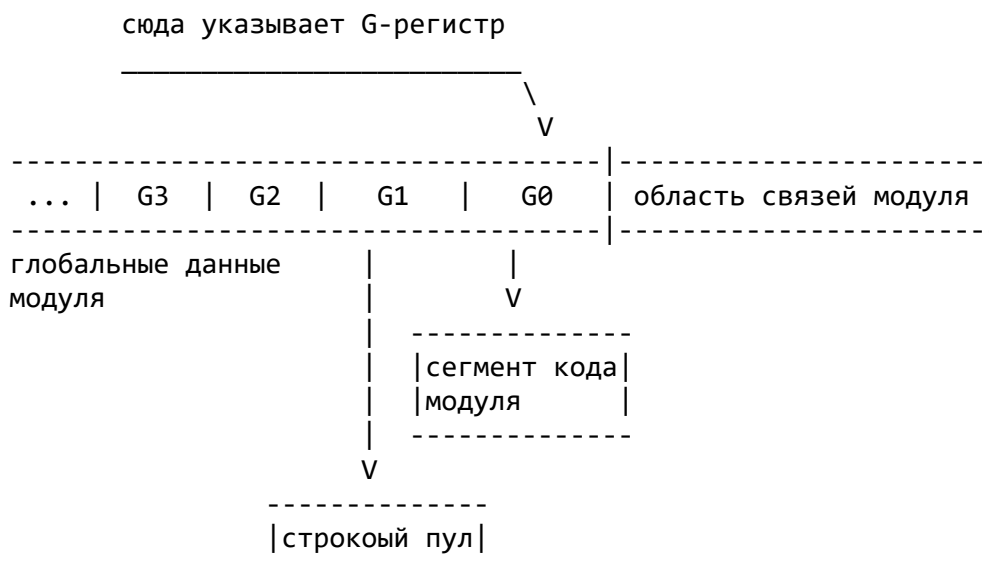 сюда указывает G-регистр
... | G3 | G2 | G1 | G0 | область связей модуля
глобальные данные
модуля
V
V
сегмент кода
модуля
V
строкоый пул